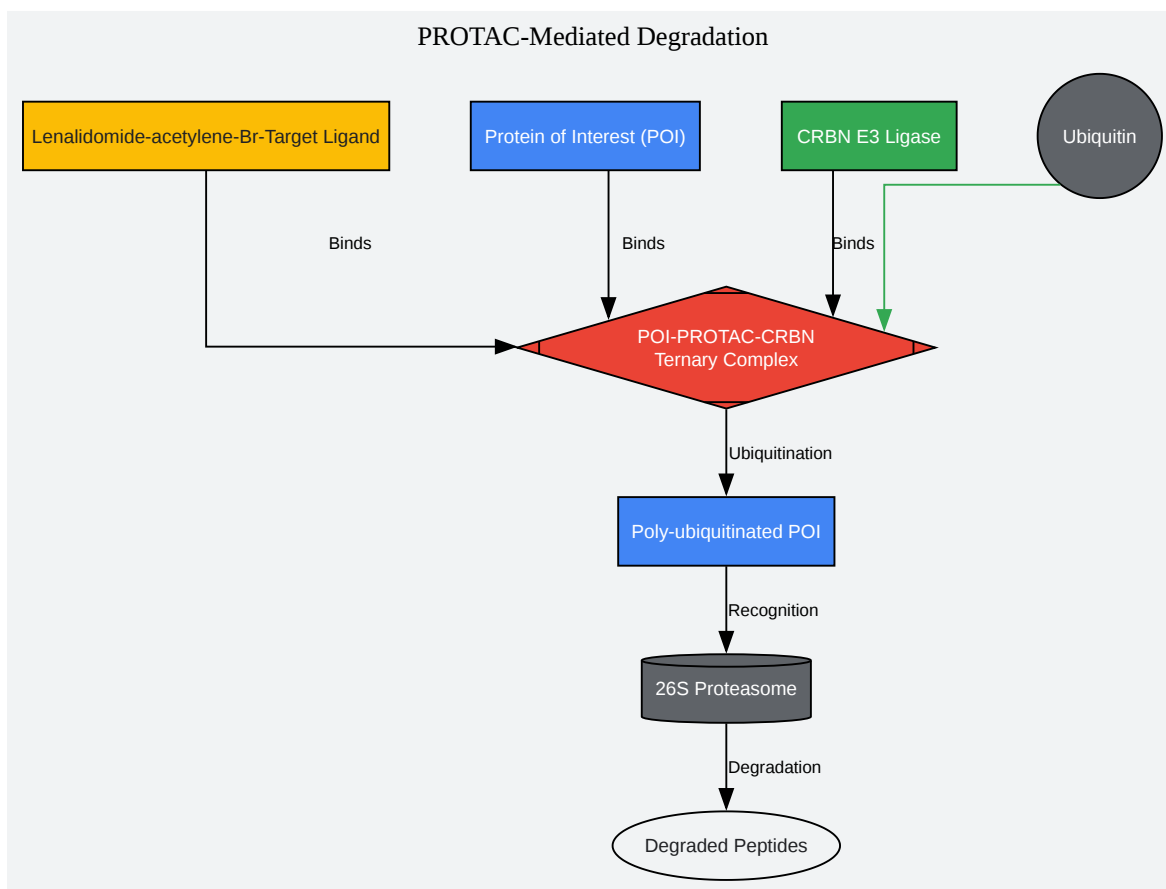 PROTAC-Mediated Degradation
Lenalidomide-acetylene-Br-Target Ligand
Protein of Interest (POI)
CRBN E3 Ligase
Ubiquitin
Binds
Binds
Binds
POI-PROTAC-CRBN
Ternary Complex
Ubiquitination
Poly-ubiquitinated POI
Recognition
26S Proteasome
Degradation
Degraded Peptides